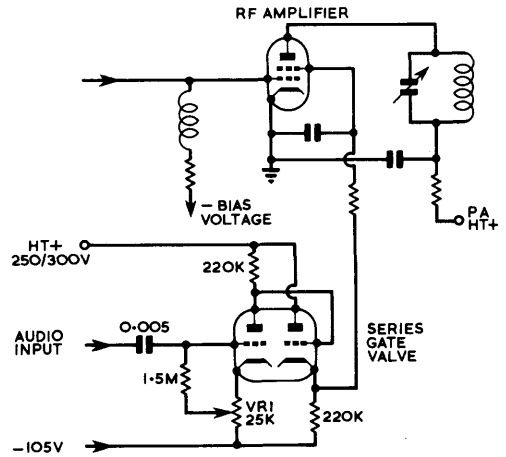 RF AMPLIFIER
– BIAS
VOLTAGE
PA
HT+
HT+
250/300V
220K
0·005
AUDIO
INPUT
SERIES
GATE
VALVE
1·5M
VR1
25K
220K
–105V